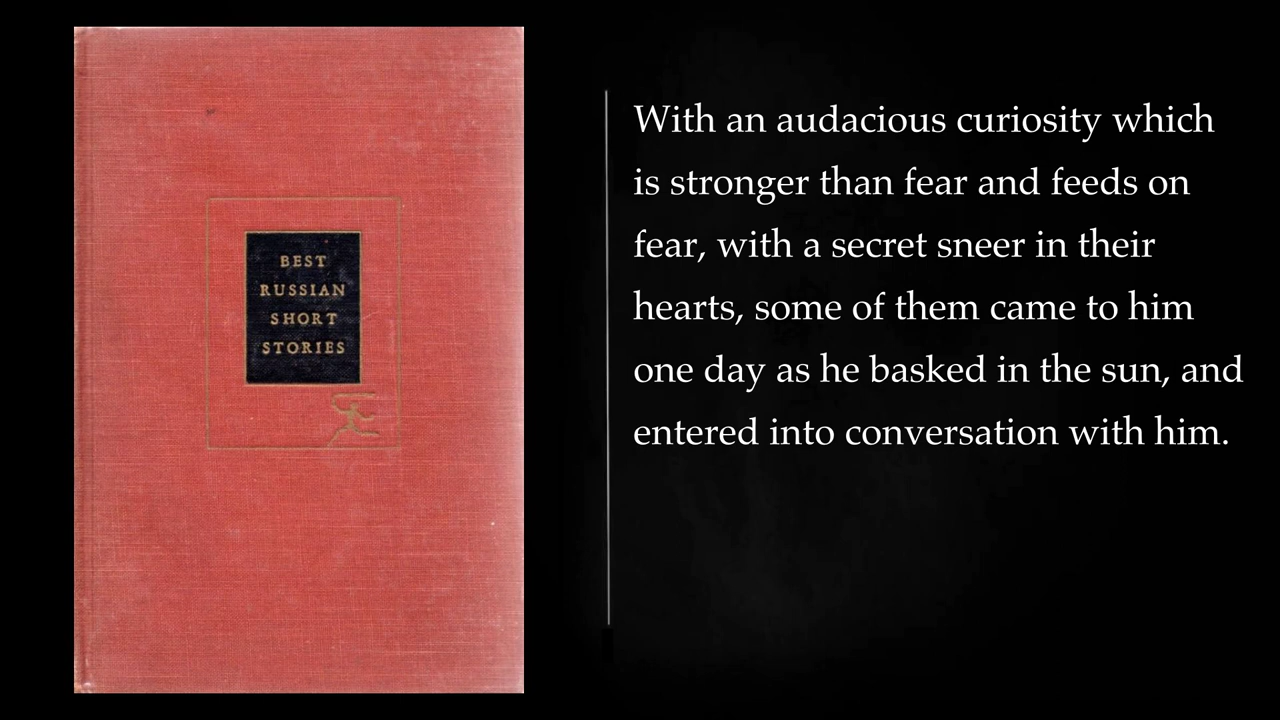 BEST
RUSSIAN
SHORT
STORIES
With an audacious curiosity which
is stronger than fear and feeds on
fear, with a secret sneer in their
hearts, some of them came to him
one day as he basked in the sun, and
entered into conversation with him.